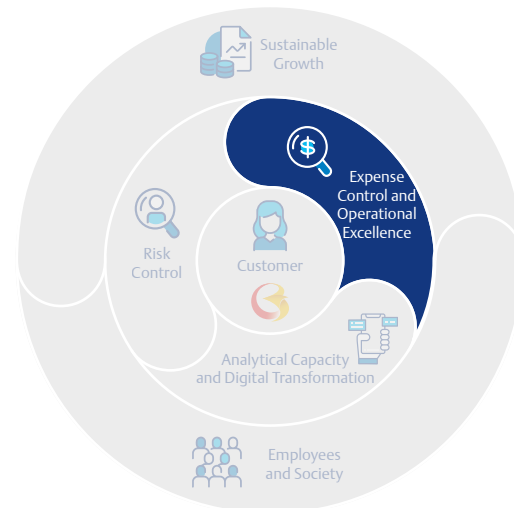 Sustainable
Growth
Expense
Control and
Operational
Excellence
Risk
Control
Customer
Analytical Capacity
and Digital Transformation
Employees
and Society